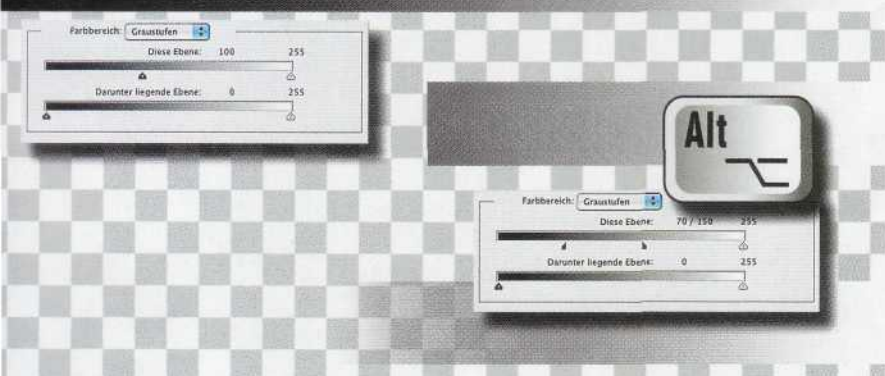 Farbbereich: Graustufen
Diese Ebene: 100 255
Darunter liegende Ebene: 0 255
Alt
Farbbereich: Graustufen
Diese Ebene: 70 / 150 255
Darunter liegende Ebene: 0 255